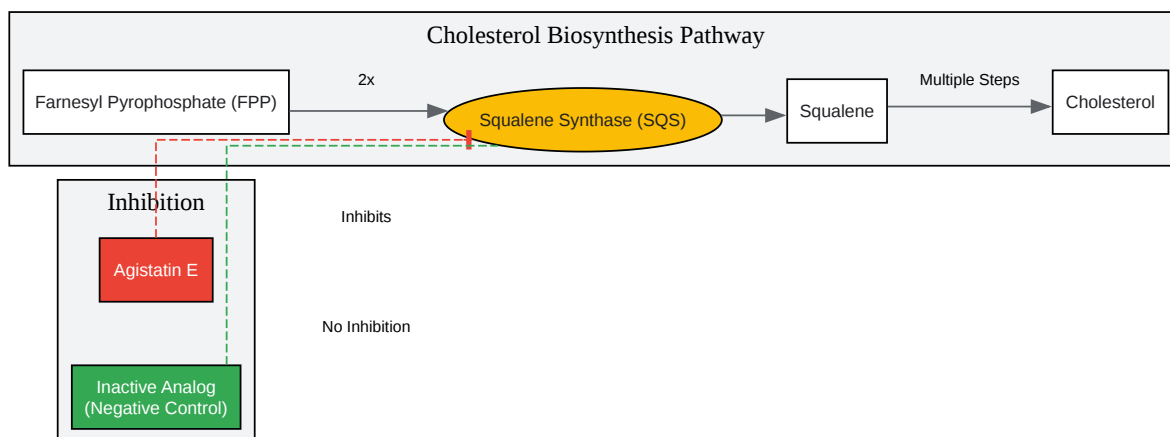 Cholesterol Biosynthesis Pathway
Farnesyl Pyrophosphate (FPP)
2x
Squalene Synthase (SQS)
Squalene
Multiple Steps
Cholesterol
Inhibition
Inhibits
Agistatin E
No Inhibition
Inactive Analog
(Negative Control)